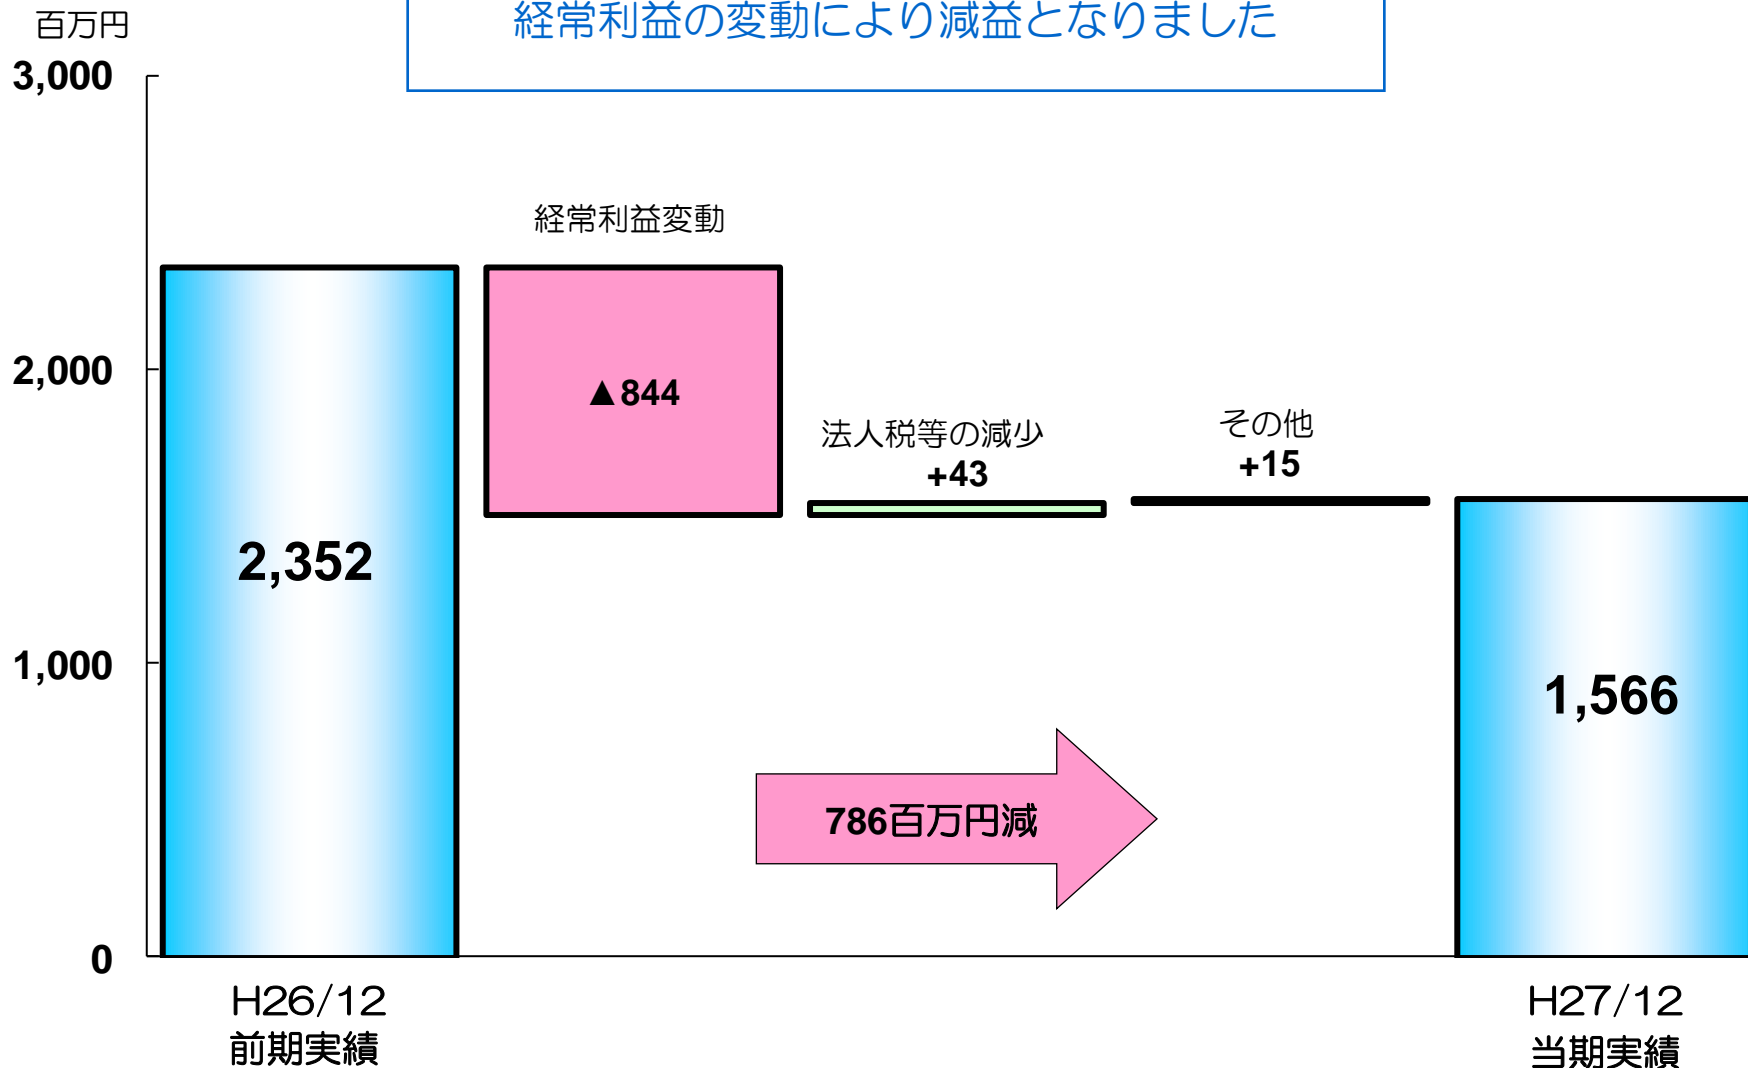 経常利益の変動により減益となりました
百万円
3,000
2,000
1,000
0
経常利益変動
▲844
法人税等の減少
+43
その他
+15
2,352
1,566
786百万円減
H26/12
前期実績
H27/12
当期実績